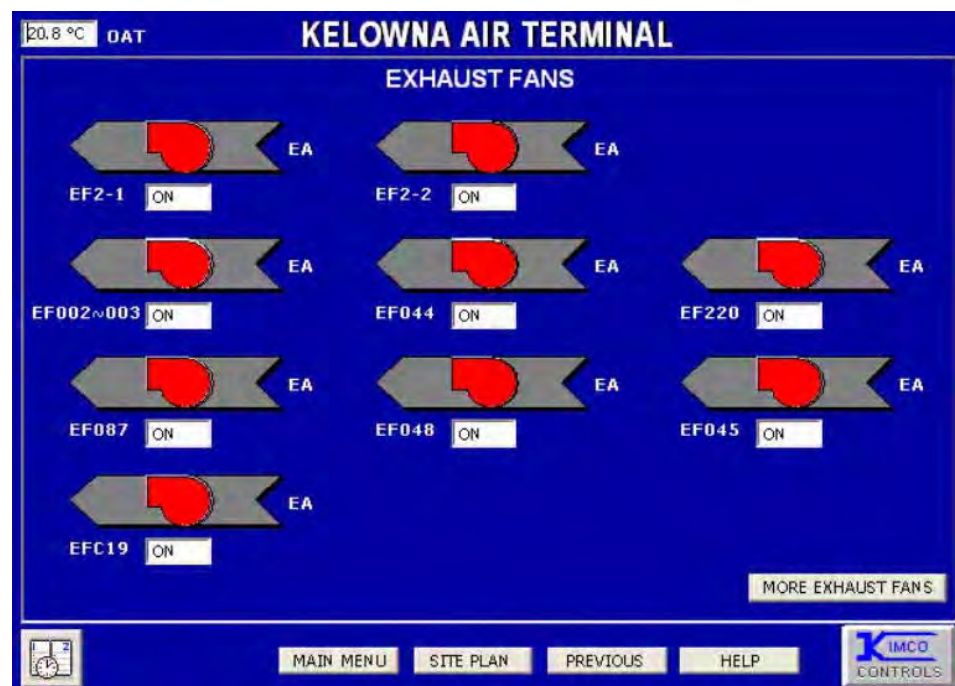 20.8 °C OAT KELOWNA AIR TERMINAL
EXHAUST FANS
EA EA
EF2-1 ON EF2-2 ON
EA EA EA
EF002~003 ON EF044 ON EF220 ON
EA EA EA
EF087 ON EF048 ON EF045 ON
EA
EFC19 ON
MORE EXHAUST FANS
1 2
MAIN MENU SITE PLAN PREVIOUS HELP
KIMCO
CONTROLS